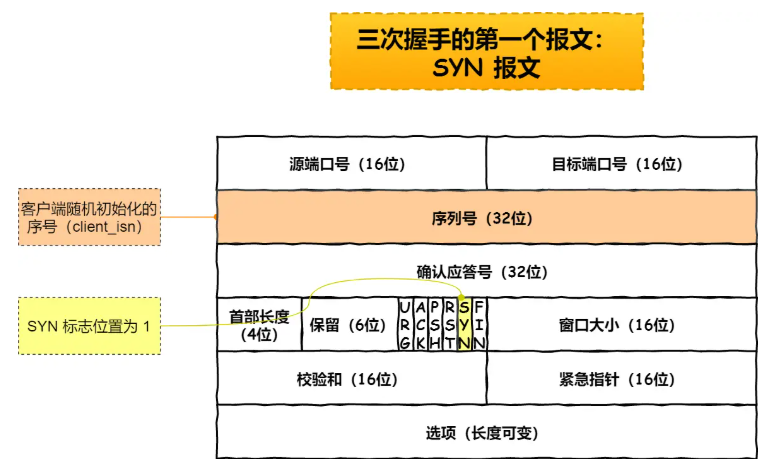 三次握手的第一个报文：
SYN 报文
源端口号（16位）
目标端口号（16位）
客户端随机初始化的
序号（client_isn）
序列号（32位）
确认应答号（32位）
SYN 标志位置为 1
首部长度
（4位）
保留（6位）
URG
ACK
PSH
RST
SYN
FIN
窗口大小（16位）
校验和（16位）
紧急指针（16位）
选项（长度可变）